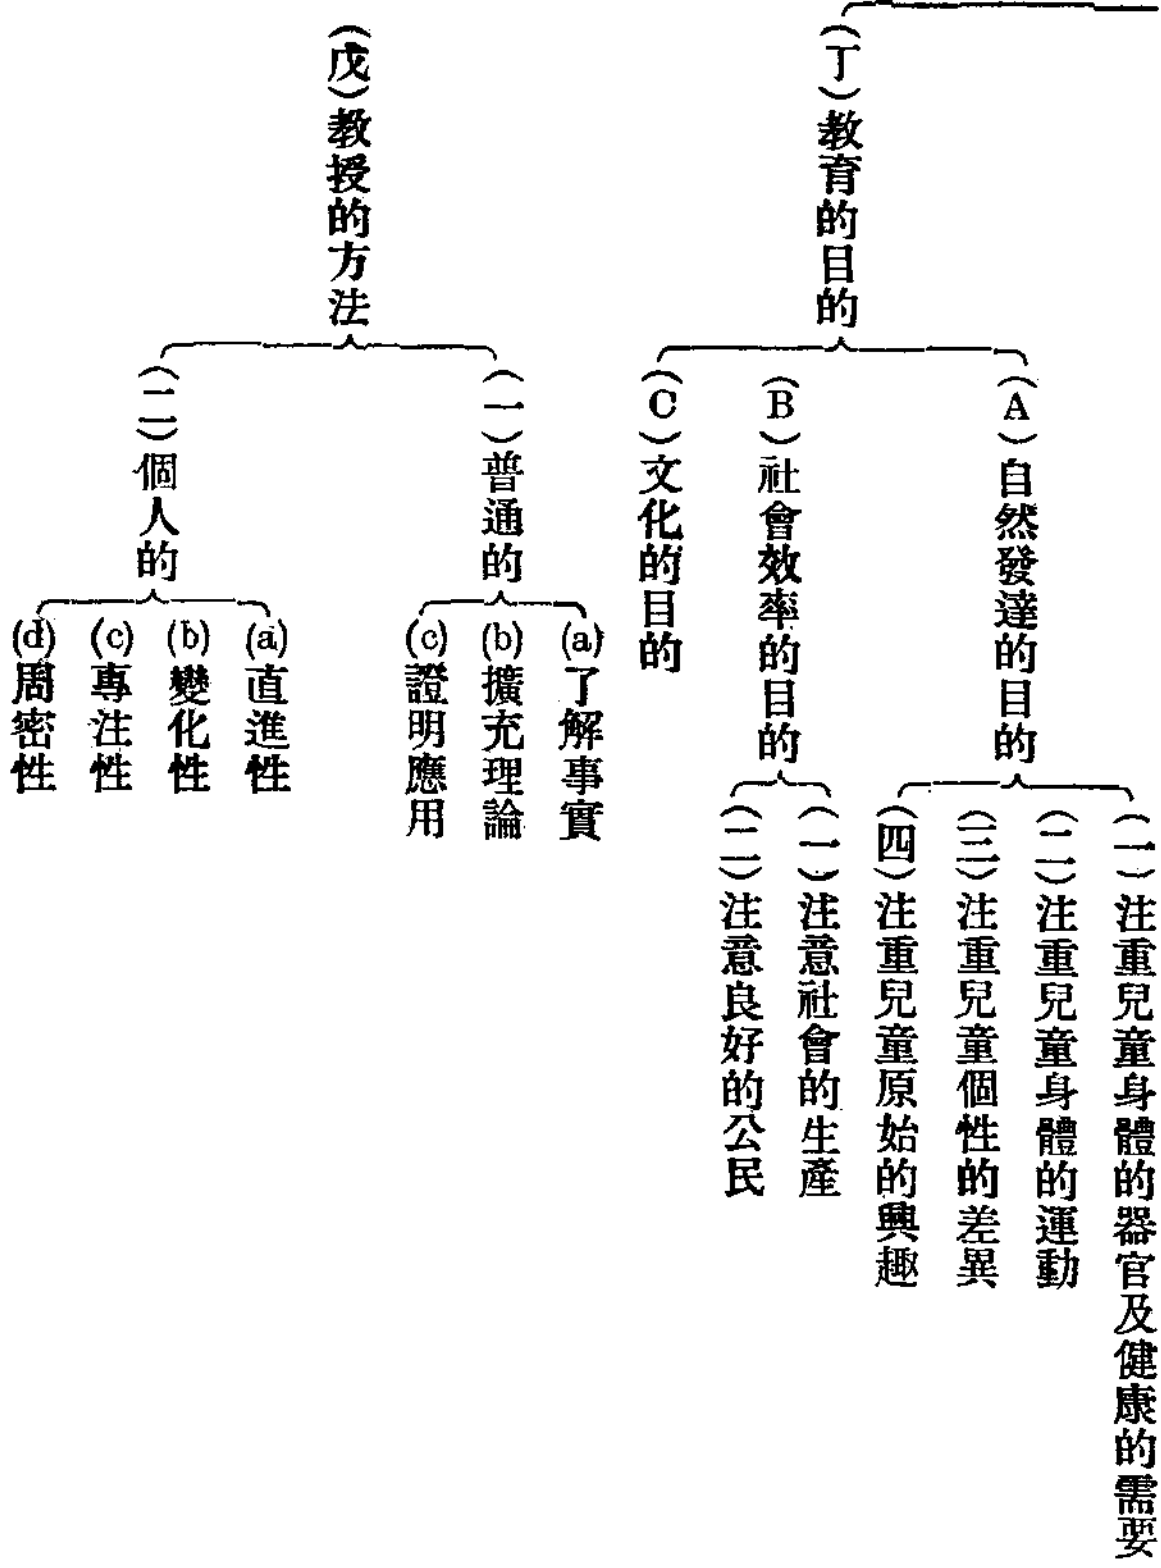 （丁）教育的目的
（A）自然發達的目的
（一）注重兒童身體的器官及健康的需要
（二）注重兒童身體的運動
（三）注重兒童個性的差異
（四）注重兒童原始的興趣
（B）社會效率的目的
（一）注意社會的生產
（二）注意良好的公民
（C）文化的目的
（戊）教授的方法
（一）普通的
(a)了解事實
(b)擴充理論
(c)證明應用
（二）個人的
(a)直進性
(b)變化性
(c)專注性
(d)周密性